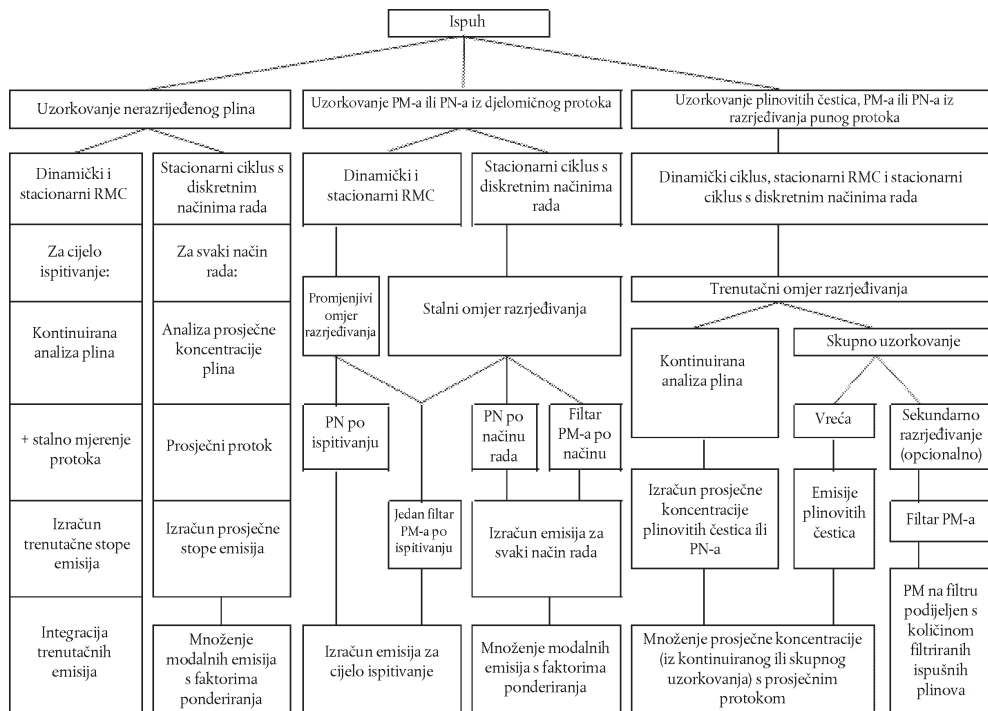 Ispuh
Uzorkovanje nerazrijeđenog plina
Uzorkovanje PM-a ili PN-a iz djelomičnog protoka
Uzorkovanje plinovitih čestica, PM-a ili PN-a iz
razrjeđivanja punog protoka
Dinamički i
stacionarni RMC
Stacionarni ciklus s
diskretnim
načinima rada
Dinamički i
stacionarni RMC
Stacionarni ciklus s
diskretnim načinima
rada
Dinamički ciklus, stacionarni RMC i stacionarni
ciklus s diskretnim načinima rada
Za cijelo
ispitivanje:
Za svaki način
rada:
Promjenjivi
omjer
razrjeđivanja
Stalni omjer razrjeđivanja
Trenutačni omjer razrjeđivanja
Kontinuirana
analiza plina
Analiza prosječne
koncentracije
plina
Kontinuirana
analiza plina
Skupno uzorkovanje
+ stalno mjerenje
protoka
Prosječni protok
PN po
ispitivanju
PN po
načinu
rada
Filtar
PM-a po
načinu
Vreća
Sekundarno
razrjeđivanje
(opcionalno)
Izračun
trenutačne stope
emisija
Izračun prosječne
stope emisija
Jedan filtar
PM-a po
ispitivanju
Izračun emisija za
svaki način rada
Izračun prosječne
koncentracije
plinovitih čestica ili
PN-a
Emisije
plinovitih
čestica
Filtar PM-a
Integracija
trenutačnih
emisija
Množenje
modalnih emisija
s faktorima
ponderiranja
Izračun emisija za
cijelo ispitivanje
Množenje modalnih
emisija s faktorima
ponderiranja
Množenje prosječne koncentracije
(iz kontinuiranog ili skupnog
uzorkovanja) s prosječnim
protokom
PM na filtru
podijeljen s
količinom
filtriranih
ispušnih
plinova